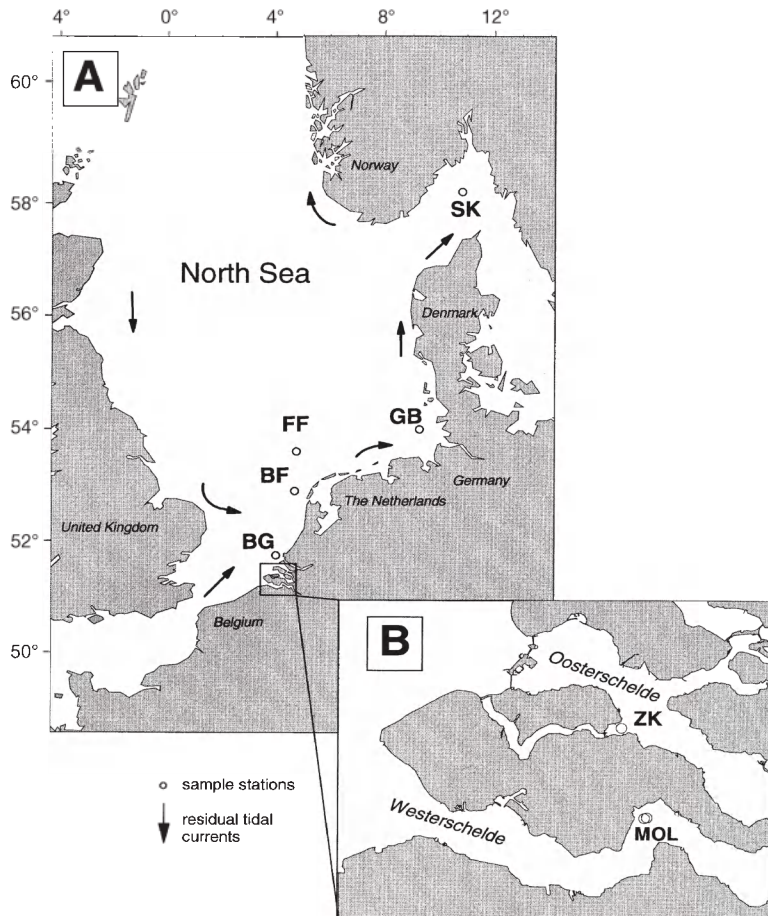 4° 0° 4° 8° 12°
A
60°
Norway
58°
SK
North Sea
56°
Denmark
FF
GB
54°
BF
Germany
The Netherlands
United Kingdom
52°
BG
Belgium
50°
B
Oosterschelde
ZK
Westerschelde
MOL
sample stations
residual tidal
currents